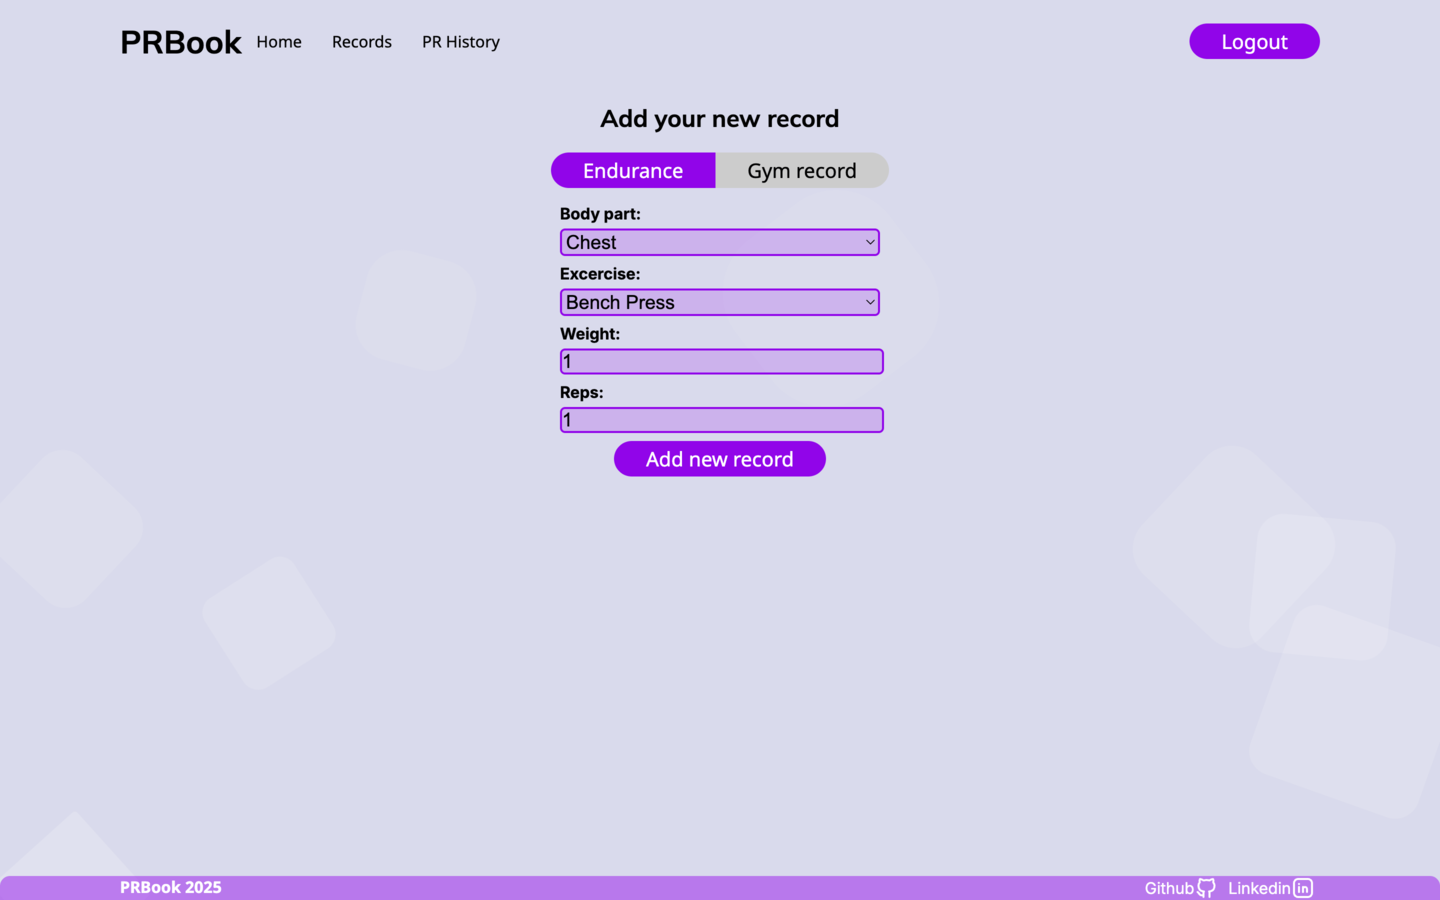 PRBook Home Records PR History Logout
Add your new record
Endurance Gym record
Body part:
Chest
Excercise:
Bench Press
Weight:
1
Reps:
1
Add new record
PRBook 2025 Github Linkedin in